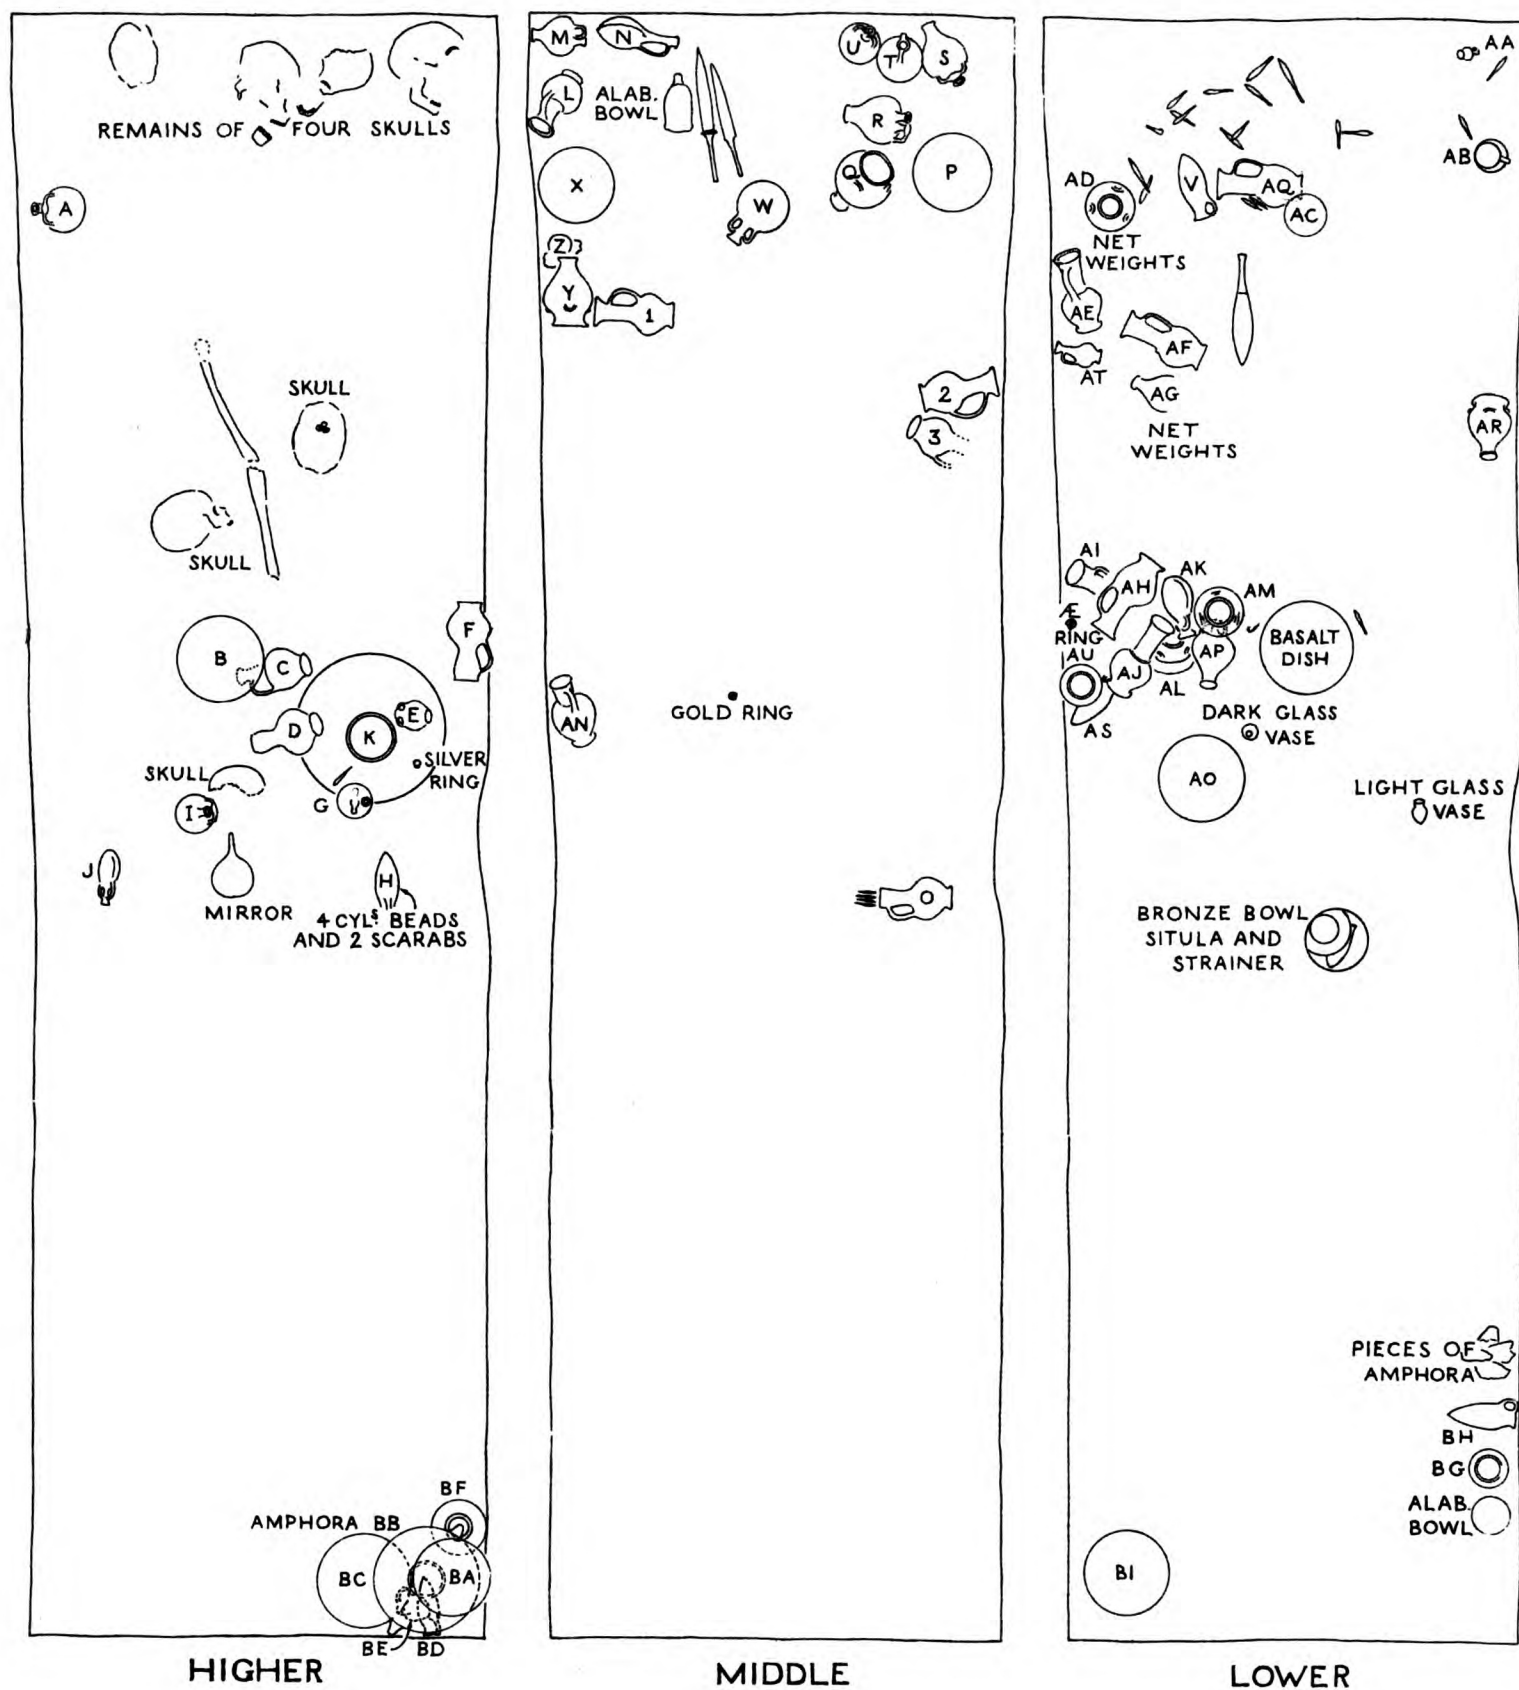 REMAINS OF FOUR SKULLS
A
SKULL
SKULL
B
C
F
D
K
E
SILVER
RING
SKULL
G
I
J
H
MIRROR
4 CYLS BEADS
AND 2 SCARABS
BF
AMPHORA BB
BC
BA
BE
BD
HIGHER
M
N
U
T
S
L
ALAB.
BOWL
R
X
W
Q
P
Z
Y
1
2
3
AN
GOLD RING
O
MIDDLE
AA
AB
AD
V
AQ
AC
NET
WEIGHTS
AE
AF
AT
AG
AR
NET
WEIGHTS
AI
AH
AK
AM
Æ
RING
AU
AJ
AL
AP
BASALT
DISH
AS
DARK GLASS
VASE
AO
LIGHT GLASS
VASE
BRONZE BOWL
SITULA AND
STRAINER
PIECES OF
AMPHORA
BH
BG
ALAB.
BOWL
BI
LOWER